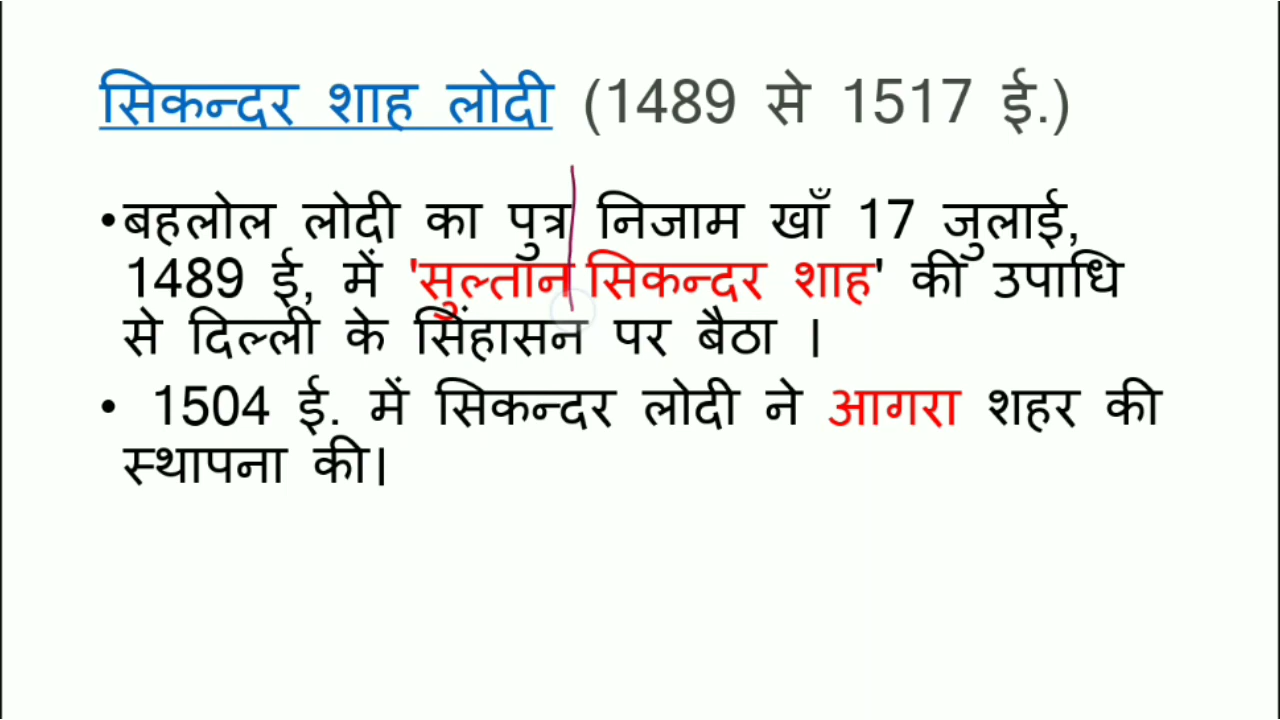 सिकन्दर शाह लोदी (1489 से 1517 ई.)
•बहलोल लोदी का पुत्र निजाम खाँ 17 जुलाई,
1489 ई, में 'सुल्तान सिकन्दर शाह' की उपाधि
से दिल्ली के सिंहासन पर बैठा ।
• 1504 ई. में सिकन्दर लोदी ने आगरा शहर की
स्थापना की।